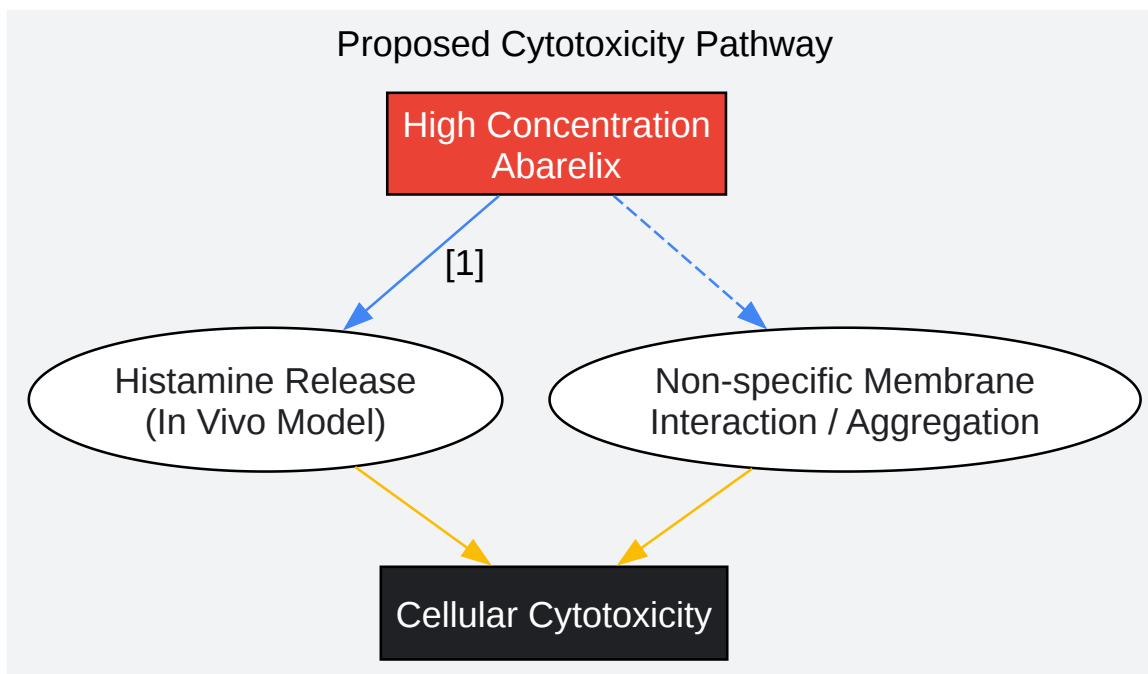 Proposed Cytotoxicity Pathway
High Concentration
Abarelix
[1]
Histamine Release
(In Vivo Model)
Non-specific Membrane
Interaction / Aggregation
Cellular Cytotoxicity